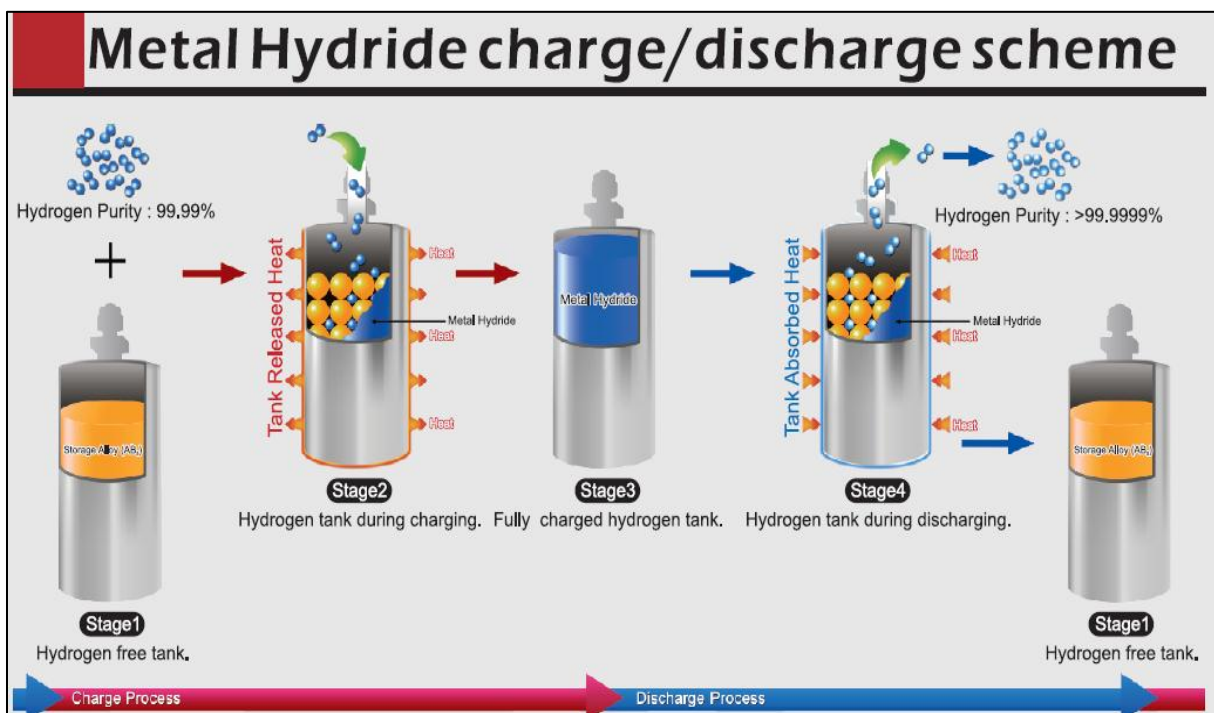 Metal Hydride charge/discharge scheme
Hydrogen Purity : 99.99%
+
Storage Alloy (AB₅)
Stage1
Hydrogen free tank.
Tank Released Heat
Heat
Heat
Heat
Metal Hydride
Stage2
Hydrogen tank during charging.
Metal Hydride
Stage3
Fully charged hydrogen tank.
Tank Absorbed Heat
Heat
Heat
Heat
Metal Hydride
Stage4
Hydrogen tank during discharging.
Hydrogen Purity : >99.9999%
Storage Alloy (AB₅)
Stage1
Hydrogen free tank.
Charge Process
Discharge Process